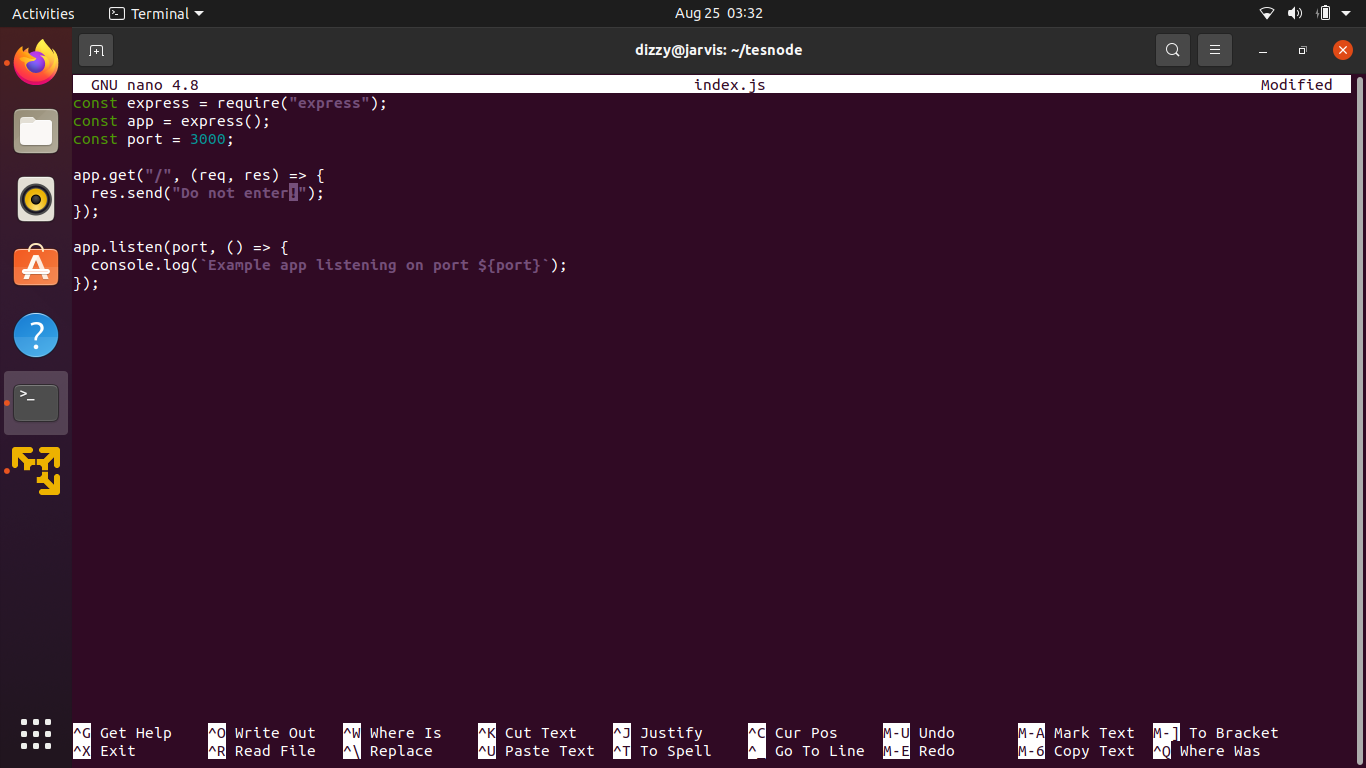 Activities Terminal Aug 25 03:32
dizzy@jarvis: ~/tesnode
GNU nano 4.8 index.js Modified
const express = require("express");
const app = express();
const port = 3000;
app.get("/", (req, res) => {
res.send("Do not enter!");
});
app.listen(port, () => {
console.log(`Example app listening on port ${port}`);
});
^G Get Help ^O Write Out ^W Where Is ^K Cut Text ^J Justify ^C Cur Pos M-U Undo M-A Mark Text M-] To Bracket
^X Exit ^R Read File ^\ Replace ^U Paste Text ^T To Spell ^_ Go To Line M-E Redo M-6 Copy Text ^Q Where Was